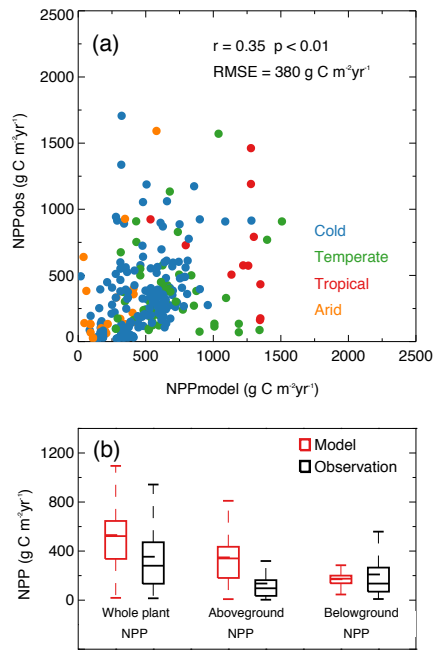 2500
2000
1500
1000
500
0
(a)
r = 0.35 p < 0.01
RMSE = 380 g C m-2yr-1
Cold
Temperate
Tropical
Arid
NPPobs (g C m-2yr-1)
0 500 1000 1500 2000 2500
NPPmodel (g C m-2yr-1)
(b)
Model
Observation
1200
800
400
0
NPP (g C m-2yr-1)
Whole plant Aboveground Belowground
NPP NPP NPP